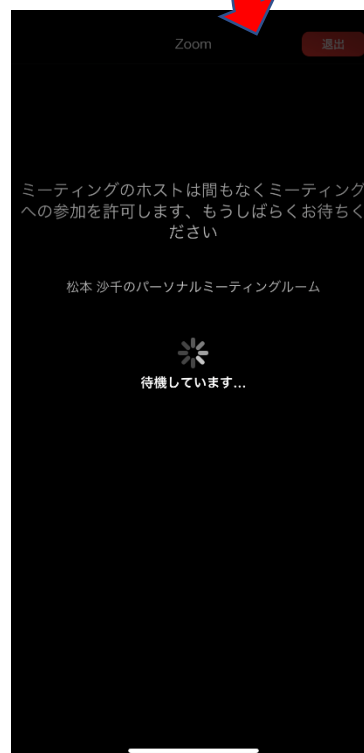 Zoom
退出
ミーティングのホストは間もなくミーティング
への参加を許可します、もうしばらくお待ちく
ださい
松本 沙千のパーソナルミーティングルーム
待機しています...